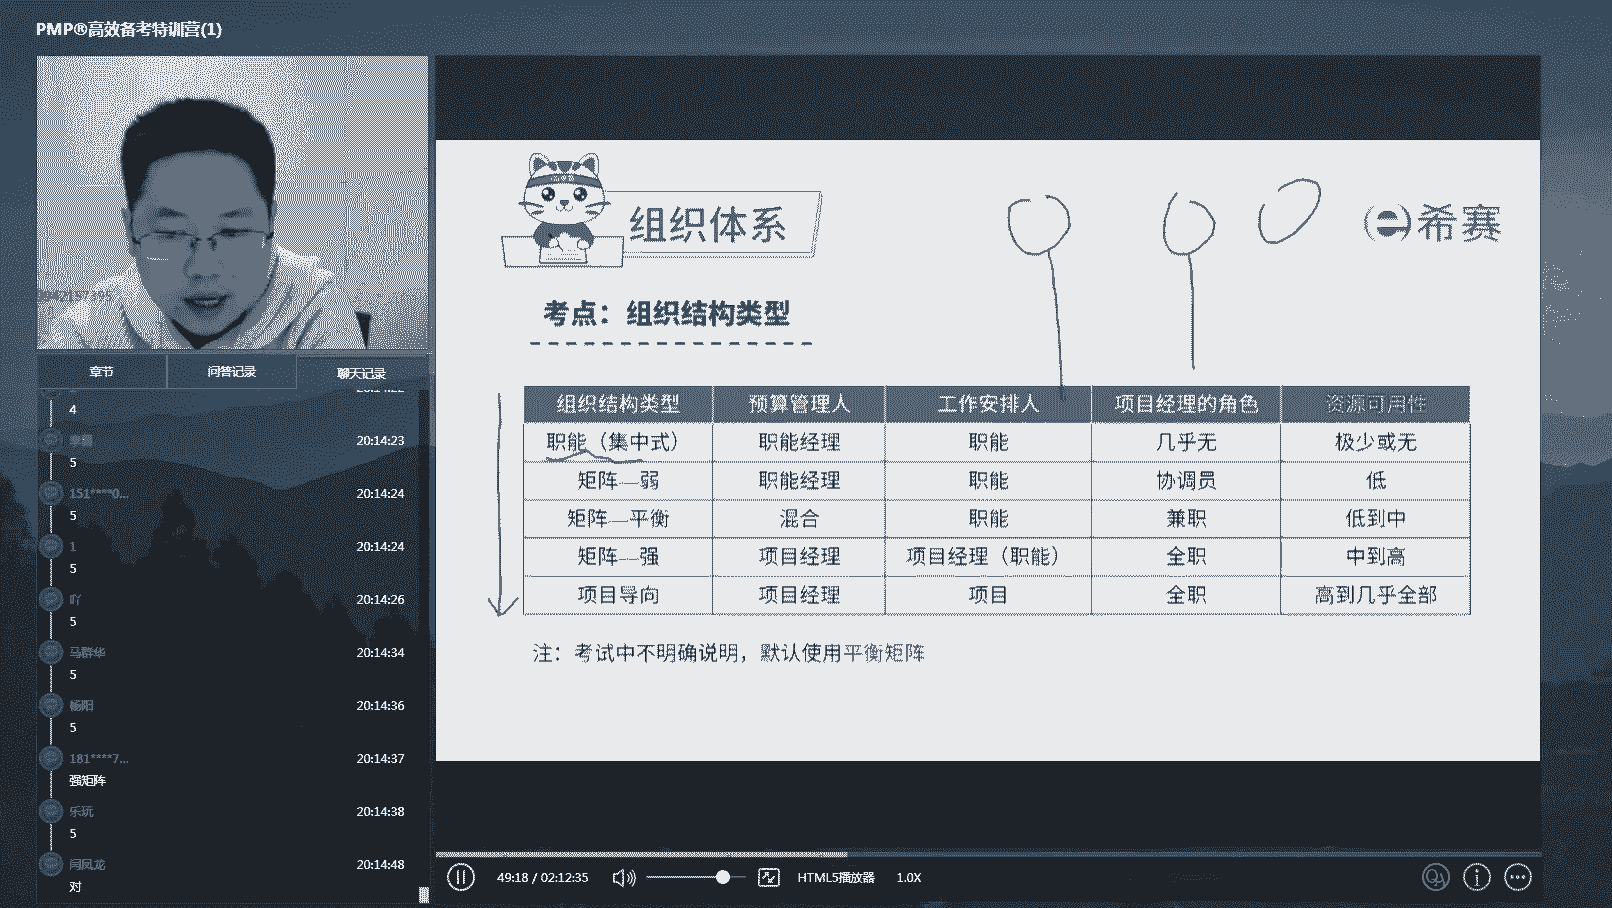 PMP®高效备考特训营(1)
组织体系
希赛
考点：组织结构类型
组织结构类型 预算管理人 工作安排人 项目经理的角色 资源可用性
职能（集中式） 职能经理 职能 几乎无 极少或无
矩阵—弱 职能经理 职能 协调员 低
矩阵—平衡 混合 职能 兼职 低到中
矩阵—强 项目经理 项目经理（职能） 全职 中到高
项目导向 项目经理 项目 全职 高到几乎全部
注：考试中不明确说明，默认使用平衡矩阵
章节 问答记录 聊天记录
4
20:14:23
5
151****0... 20:14:24
5
1 20:14:24
5
吖 20:14:26
5
马群华 20:14:34
5
杨阳 20:14:36
5
181****7... 20:14:37
强矩阵
乐玩 20:14:38
5
闫凤龙 20:14:48
对
49:18 / 02:12:35 HTML5播放器 1.0X